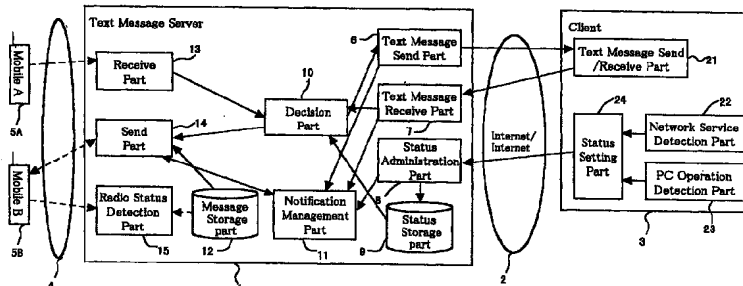 Text Message Server
Client
Mobile A
5A
Mobile B
5B
4
Receive
Part
13
Send
Part
14
Radio Status
Detection
Part
15
Decision
Part
10
Message
Storage
part
12
Notification
Management
Part
11
6
Text Message
Send Part
Text Message
Receive Part
7
Status
Administration
Part
8
Status
Storage
part
9
Internet/
Internet
2
Text Message Send
/Receive Part
21
24
Status
Setting
Part
22
Network Service
Detection Part
PC Operation
Detection Part
23
3